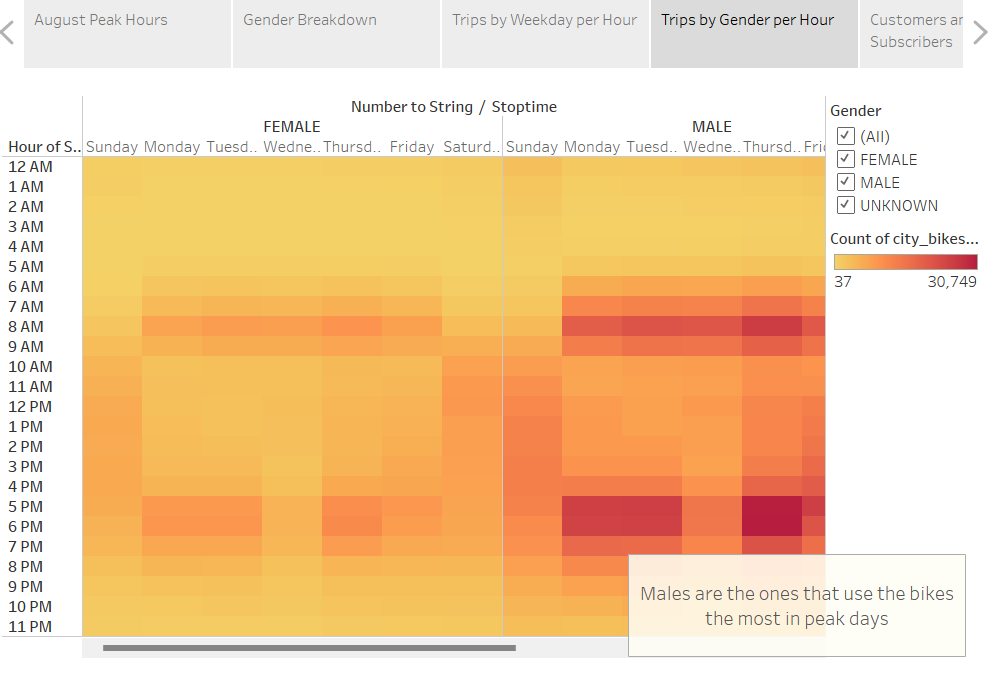 August Peak Hours
Gender Breakdown
Trips by Weekday per Hour
Trips by Gender per Hour
Customers ar
Subscribers
Number to String / Stoptime
FEMALE
MALE
Hour of S..
Sunday Monday Tuesd.. Wedne.. Thursd.. Friday Saturd.. Sunday Monday Tuesd.. Wedne.. Thursd.. Fric
12 AM
1 AM
2 AM
3 AM
4 AM
5 AM
6 AM
7 AM
8 AM
9 AM
10 AM
11 AM
12 PM
1 PM
2 PM
3 PM
4 PM
5 PM
6 PM
7 PM
8 PM
9 PM
10 PM
11 PM
Gender
(All)
FEMALE
MALE
UNKNOWN
Count of city_bikes...
37 30,749
Males are the ones that use the bikes
the most in peak days